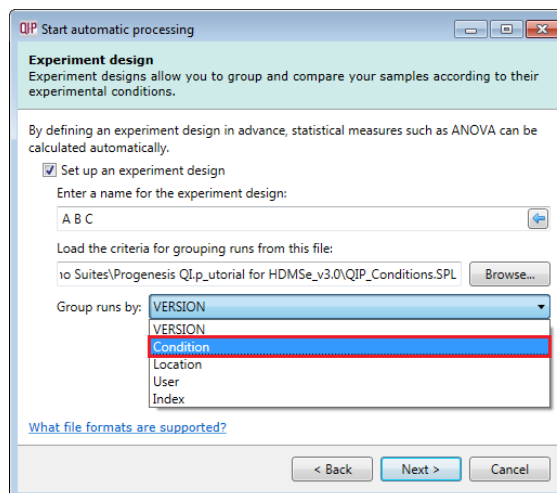 QIP Start automatic processing
Experiment design
Experiment designs allow you to group and compare your samples according to their
experimental conditions.
By defining an experiment design in advance, statistical measures such as ANOVA can be
calculated automatically.
Set up an experiment design
Enter a name for the experiment design:
A B C
Load the criteria for grouping runs from this file:
no Suites\Progenesis QI.p_utorial for HDMSe_v3.0\QIP_Conditions.SPL Browse...
Group runs by: VERSION
VERSION
Condition
Location
User
Index
What file formats are supported?
< Back Next > Cancel